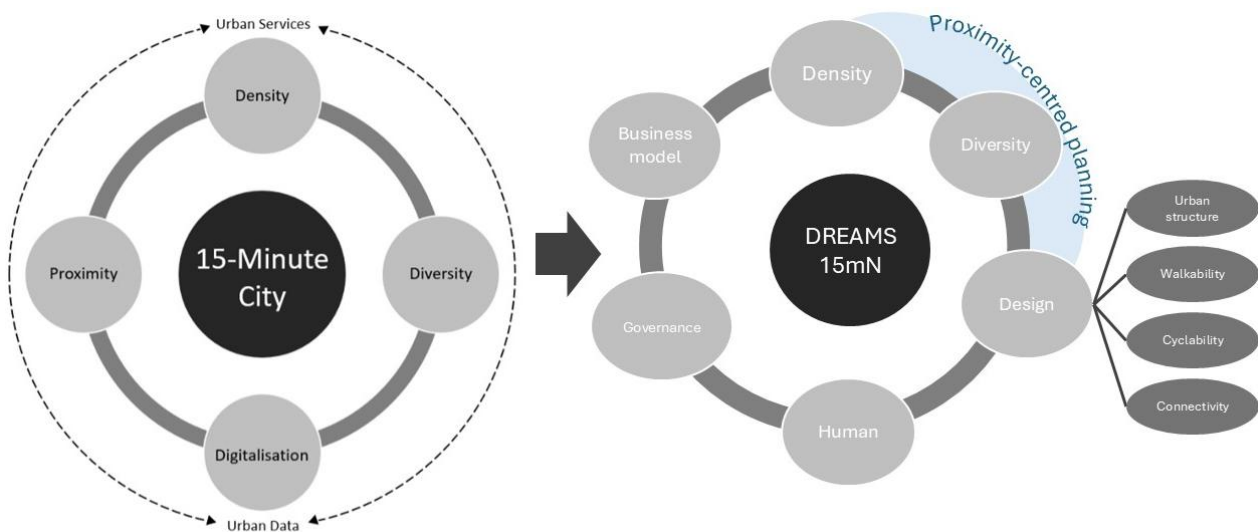 Urban Services
Density
Proximity
15-Minute
City
Diversity
Digitalisation
Urban Data
Proximity-centred planning
Density
Business
model
Diversity
DREAMS
15mN
Governance
Design
Human
Urban
structure
Walkability
Cyclability
Connectivity